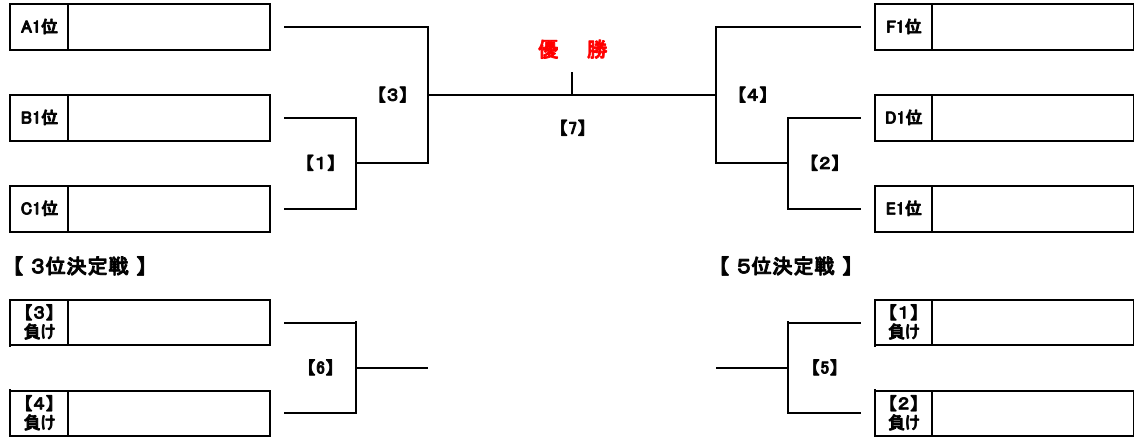 A1位
F1位
優 勝
【3】
【4】
B1位
D1位
【7】
【1】
【2】
C1位
E1位
【 3位決定戦 】
【 5位決定戦 】
【3】
負け
【1】
負け
【6】
【5】
【4】
負け
【2】
負け